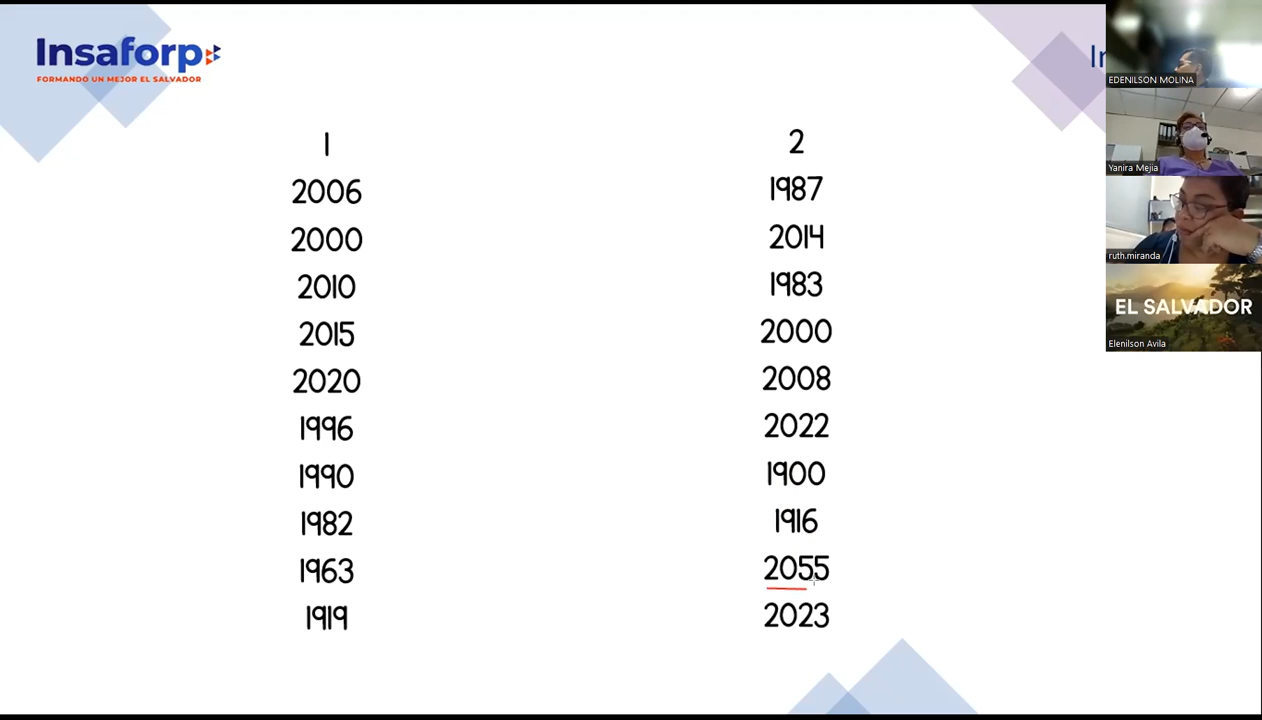 Insaforp
FORMANDO UN MEJOR EL SALVADOR
In
1
2006
2000
2010
2015
2020
1996
1990
1982
1963
1919
2
1987
2014
1983
2000
2008
2022
1900
1916
2055
2023
EDENILSON MOLINA
Yanira Mejia
ruth.miranda
EL SALVADOR
Elenilson Avila